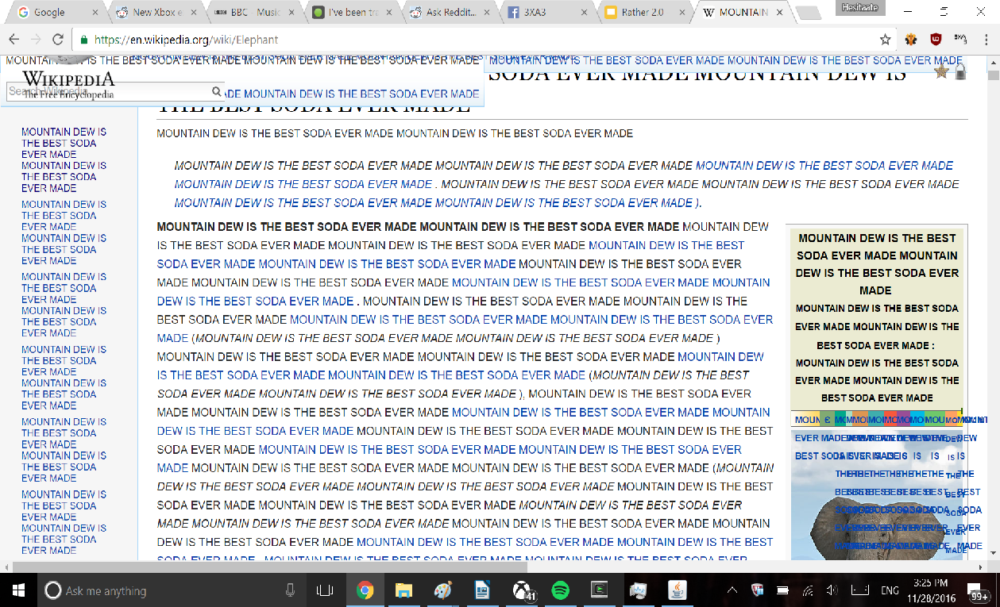 Google
New Xbox e
BBC - Music
I've been tra
Ask Reddit...
3XA3
Rather 2.0
MOUNTAIN
Hesitaate
https://en.wikipedia.org/wiki/Elephant
3XA
3
MOUNTAIN IS THE BEST SODA EVER MADE MOUNTAIN DEW IS THE BEST SODA EVER MADE
MOUNTAIN DEW IS THE BEST SODA EVER MADE MOUNTAIN DEW IS THE BEST SODA EVER MADE
WIKIPEDIA
The Free Encyclopedia
Search Wikipedia
SODA EVER MADE MOUNTAIN DEW IS
MADE MOUNTAIN DEW IS THE BEST SODA EVER MADE
THE BEST SODA EVER MADE
MOUNTAIN DEW IS THE BEST SODA EVER MADE MOUNTAIN DEW IS THE BEST SODA EVER MADE
MOUNTAIN DEW IS
THE BEST SODA
EVER MADE
MOUNTAIN DEW IS
THE BEST SODA
EVER MADE
MOUNTAIN DEW IS
THE BEST SODA
EVER MADE
MOUNTAIN DEW IS
THE BEST SODA
EVER MADE
MOUNTAIN DEW IS
THE BEST SODA
EVER MADE
MOUNTAIN DEW IS
THE BEST SODA
EVER MADE
MOUNTAIN DEW IS
THE BEST SODA
EVER MADE
MOUNTAIN DEW IS
THE BEST SODA
EVER MADE
MOUNTAIN DEW IS
THE BEST SODA
EVER MADE
MOUNTAIN DEW IS
THE BEST SODA
EVER MADE
MOUNTAIN DEW IS
THE BEST SODA
EVER MADE
MOUNTAIN DEW IS
THE BEST SODA
EVER MADE
MOUNTAIN DEW IS THE BEST SODA EVER MADE MOUNTAIN DEW IS THE BEST SODA EVER MADE MOUNTAIN DEW IS THE BEST SODA EVER MADE
MOUNTAIN DEW IS THE BEST SODA EVER MADE . MOUNTAIN DEW IS THE BEST SODA EVER MADE MOUNTAIN DEW IS THE BEST SODA EVER MADE
MOUNTAIN DEW IS THE BEST SODA EVER MADE MOUNTAIN DEW IS THE BEST SODA EVER MADE ).
MOUNTAIN DEW IS THE BEST SODA EVER MADE MOUNTAIN DEW IS THE BEST SODA EVER MADE MOUNTAIN DEW
IS THE BEST SODA EVER MADE MOUNTAIN DEW IS THE BEST SODA EVER MADE MOUNTAIN DEW IS THE BEST
SODA EVER MADE MOUNTAIN DEW IS THE BEST SODA EVER MADE MOUNTAIN DEW IS THE BEST SODA EVER
MADE MOUNTAIN DEW IS THE BEST SODA EVER MADE MOUNTAIN DEW IS THE BEST SODA EVER MADE MOUNTAIN
DEW IS THE BEST SODA EVER MADE . MOUNTAIN DEW IS THE BEST SODA EVER MADE MOUNTAIN DEW IS THE
BEST SODA EVER MADE MOUNTAIN DEW IS THE BEST SODA EVER MADE MOUNTAIN DEW IS THE BEST SODA EVER
MADE (MOUNTAIN DEW IS THE BEST SODA EVER MADE MOUNTAIN DEW IS THE BEST SODA EVER MADE )
MOUNTAIN DEW IS THE BEST SODA EVER MADE MOUNTAIN DEW IS THE BEST SODA EVER MADE MOUNTAIN DEW
IS THE BEST SODA EVER MADE MOUNTAIN DEW IS THE BEST SODA EVER MADE (MOUNTAIN DEW IS THE BEST
SODA EVER MADE MOUNTAIN DEW IS THE BEST SODA EVER MADE ), MOUNTAIN DEW IS THE BEST SODA EVER
MADE MOUNTAIN DEW IS THE BEST SODA EVER MADE MOUNTAIN DEW IS THE BEST SODA EVER MADE MOUNTAIN
DEW IS THE BEST SODA EVER MADE MOUNTAIN DEW IS THE BEST SODA EVER MADE MOUNTAIN DEW IS THE BEST
SODA EVER MADE MOUNTAIN DEW IS THE BEST SODA EVER MADE MOUNTAIN DEW IS THE BEST SODA EVER
MADE MOUNTAIN DEW IS THE BEST SODA EVER MADE MOUNTAIN DEW IS THE BEST SODA EVER MADE (MOUNTAIN
DEW IS THE BEST SODA EVER MADE MOUNTAIN DEW IS THE BEST SODA EVER MADE MOUNTAIN DEW IS THE BEST
SODA EVER MADE MOUNTAIN DEW IS THE BEST SODA EVER MADE MOUNTAIN DEW IS THE BEST SODA EVER
MADE MOUNTAIN DEW IS THE BEST SODA EVER MADE MOUNTAIN DEW IS THE BEST SODA EVER MADE MOUNTAIN
DEW IS THE BEST SODA EVER MADE MOUNTAIN DEW IS THE BEST SODA EVER MADE MOUNTAIN DEW IS THE BEST
SODA EVER MADE . MOUNTAIN DEW IS THE BEST SODA EVER MADE MOUNTAIN DEW IS THE BEST SODA EVER
MOUNTAIN DEW IS THE BEST
SODA EVER MADE MOUNTAIN
DEW IS THE BEST SODA EVER
MADE
MOUNTAIN DEW IS THE BEST SODA
EVER MADE MOUNTAIN DEW IS THE
BEST SODA EVER MADE :
MOUNTAIN DEW IS THE BEST SODA
EVER MADE MOUNTAIN DEW IS THE
BEST SODA EVER MADE
Ask me anything
41
ENG
3:25 PM
11/28/2016
99+